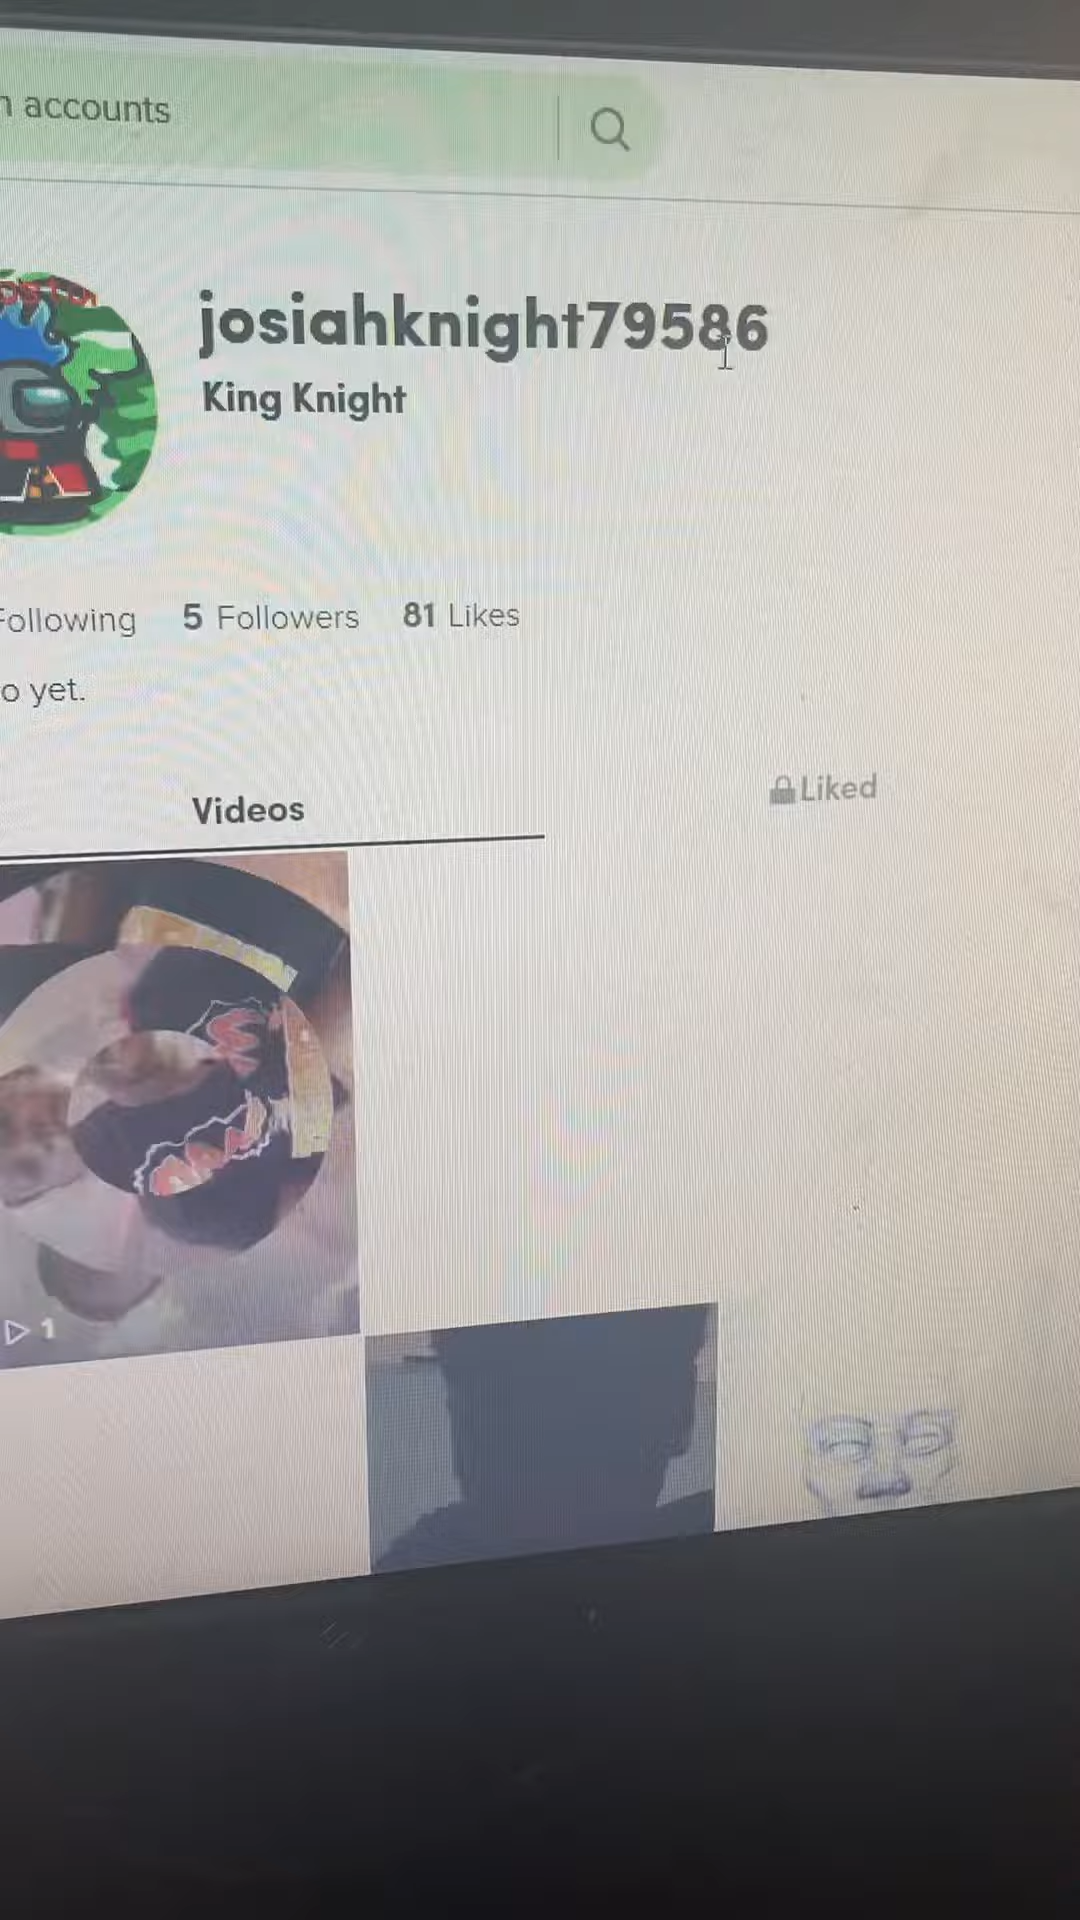 accounts
josiahknight79586
King Knight
Following 5 Followers 81 Likes
yet.
Videos
Liked
1